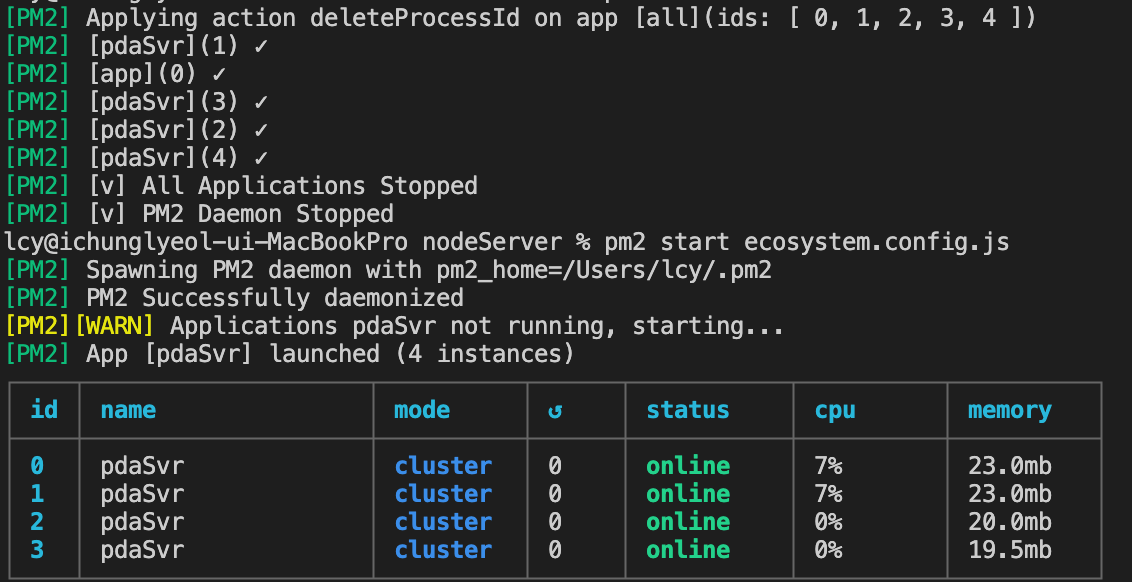 [PM2] Applying action deleteProcessId on app [all](ids: [ 0, 1, 2, 3, 4 ])
[PM2] [pdaSvr](1) ✓
[PM2] [app](0) ✓
[PM2] [pdaSvr](3) ✓
[PM2] [pdaSvr](2) ✓
[PM2] [pdaSvr](4) ✓
[PM2] [v] All Applications Stopped
[PM2] [v] PM2 Daemon Stopped
lcy@ichunglyeol-ui-MacBookPro nodeServer % pm2 start ecosystem.config.js
[PM2] Spawning PM2 daemon with pm2_home=/Users/lcy/.pm2
[PM2] PM2 Successfully daemonized
[PM2][WARN] Applications pdaSvr not running, starting...
[PM2] App [pdaSvr] launched (4 instances)
id name mode ↺ status cpu memory
0 pdaSvr cluster 0 online 7% 23.0mb
1 pdaSvr cluster 0 online 7% 23.0mb
2 pdaSvr cluster 0 online 0% 20.0mb
3 pdaSvr cluster 0 online 0% 19.5mb